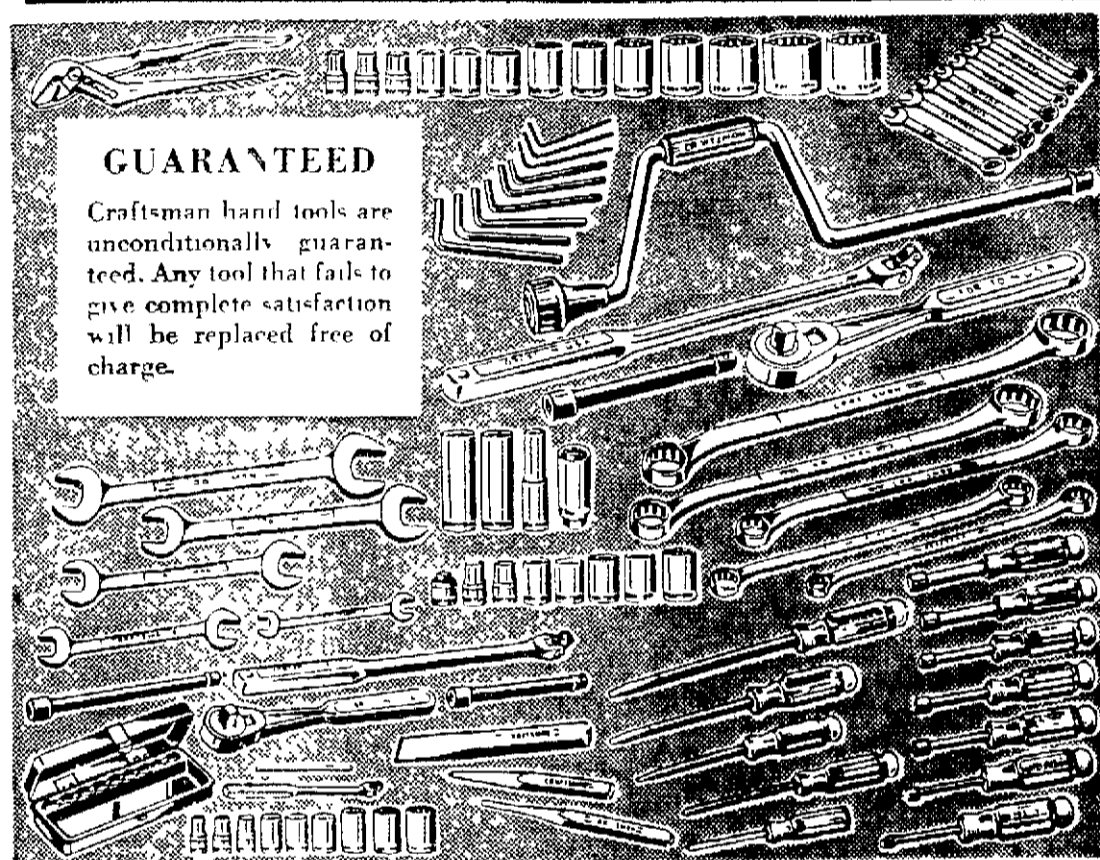 GUARANTEED
Craftsman hand tools are
unconditionally guaran-
teed. Any tool that fails to
give complete satisfaction
will be replaced free of
charge.